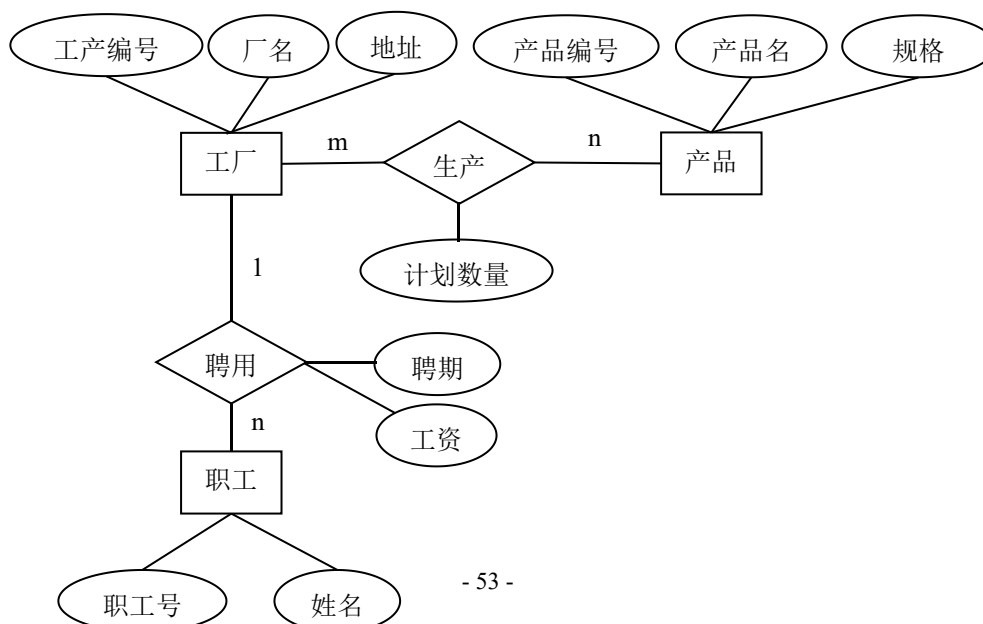 工产编号 厂名 地址 产品编号 产品名 规格
工厂 m 生产 n 产品
计划数量
1
聘用 聘期
n 工资
职工
- 53 -
职工号 姓名